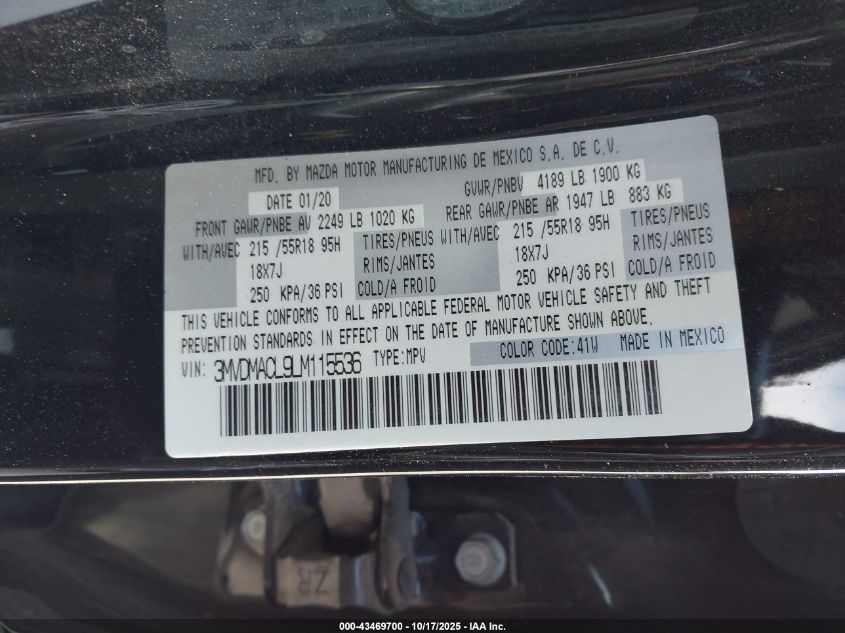 MFD. BY MAZDA MOTOR MANUFACTURING DE MEXICO S.A. DE C.V.
DATE 01/20 GVWR/PNBV 4189 LB 1900 KG
FRONT GAWR/PNBE AV 2249 LB 1020 KG REAR GAWR/PNBE AR 1947 LB 883 KG
WITH/AVEC 215 /55R18 95H TIRES/PNEUS WITH/AVEC 215 /55R18 95H TIRES/PNEUS
18X7J RIMS/JANTES 18X7J RIMS/JANTES
250 KPA/36 PSI COLD/A FROID 250 KPA/36 PSI COLD/A FROID
THIS VEHICLE CONFORMS TO ALL APPLICABLE FEDERAL MOTOR VEHICLE SAFETY AND THEFT
PREVENTION STANDARDS IN EFFECT ON THE DATE OF MANUFACTURE SHOWN ABOVE.
VIN: 3MVDMACL9LM115536 TYPE:MPV COLOR CODE:41W MADE IN MEXICO
ZR
000-43469700 - 10/17/2025 - IAA Inc.